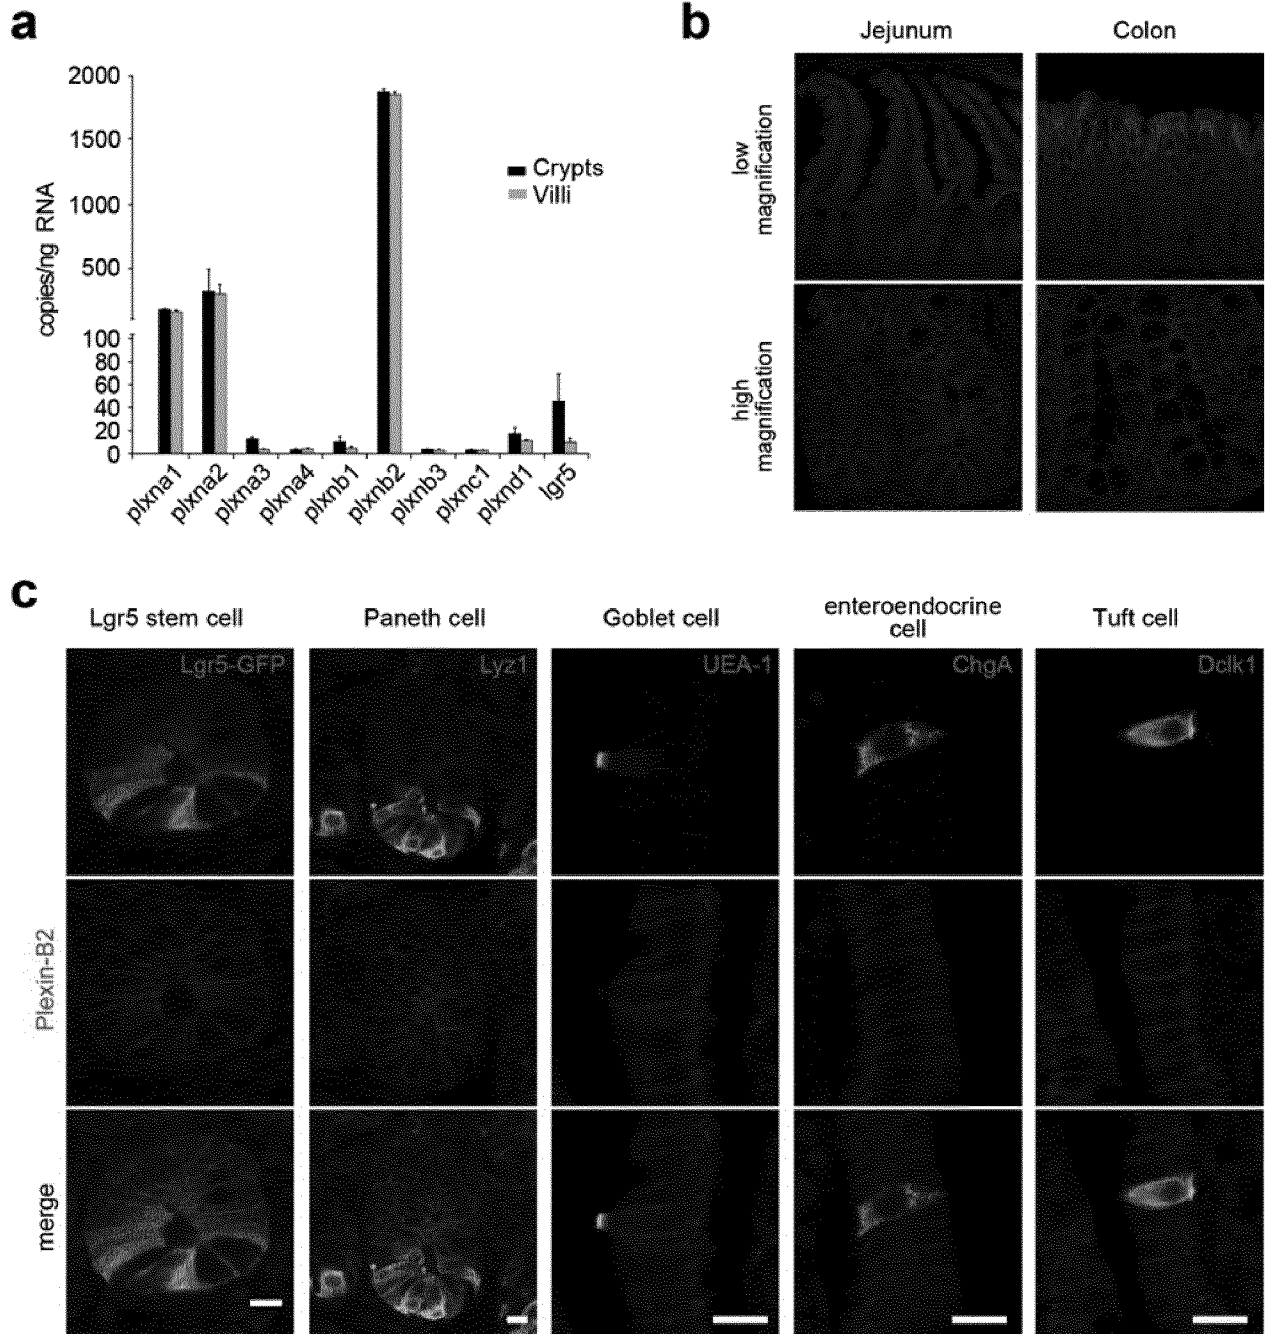 a
copies/ng RNA
2000
1500
1000
500
100
80
60
40
20
0
Crypts
Villi
plxna1
plxna2
plxna3
plxna4
plxnb1
plxnb2
plxnb3
plxnc1
plxnd1
lgr5
b
Jejunum
Colon
low
magnification
high
magnification
c
Lgr5 stem cell
Paneth cell
Goblet cell
enteroendocrine
cell
Tuft cell
Lgr5-GFP
Lyz1
UEA-1
ChgA
Dclk1
Plexin-B2
merge